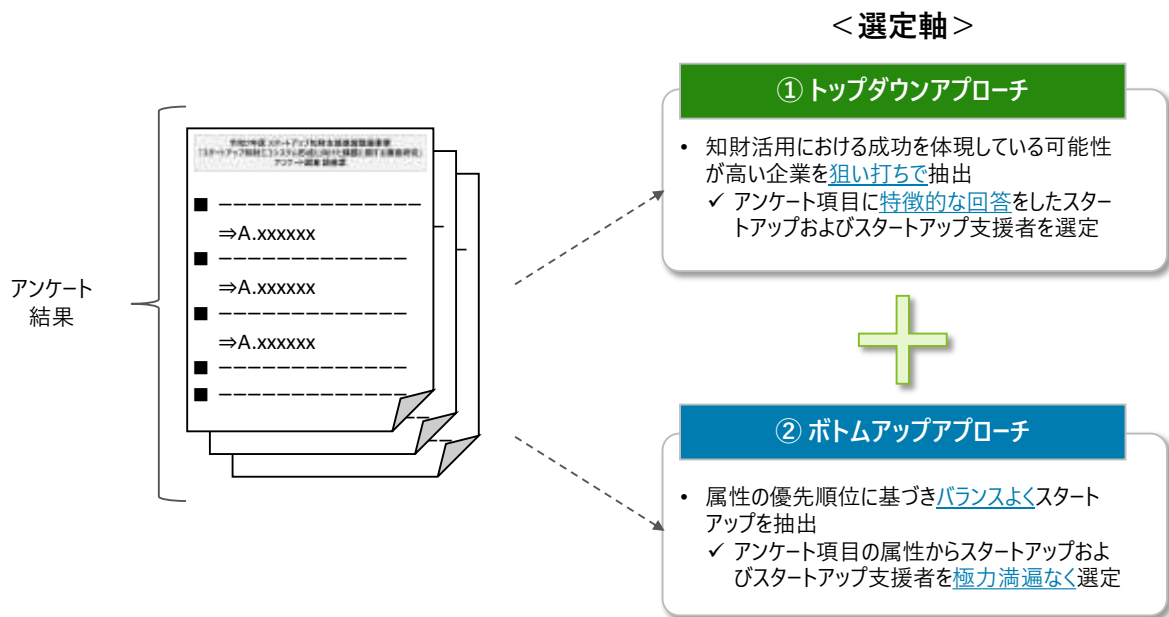 ＜選定軸＞
① トップダウンアプローチ
• 知財活用における成功を体現している可能性
が高い企業を狙い打ちで抽出
✓ アンケート項目に特徴的な回答をしたスター
トアップおよびスタートアップ支援者を選定
アンケート
結果
■ －－－－－－－－－－－－－－－
⇒A.xxxxxx
■ －－－－－－－－－－－－－－
⇒A.xxxxxx
■ －－－－－－－－－－－－－－
⇒A.xxxxxx
■ －－－－－－－－－－－－－－
■ －－－－－－－－－－－－－－
② ボトムアップアプローチ
• 属性の優先順位に基づきバランスよくスタート
アップを抽出
✓ アンケート項目の属性からスタートアップおよ
びスタートアップ支援者を極力満遍なく選定